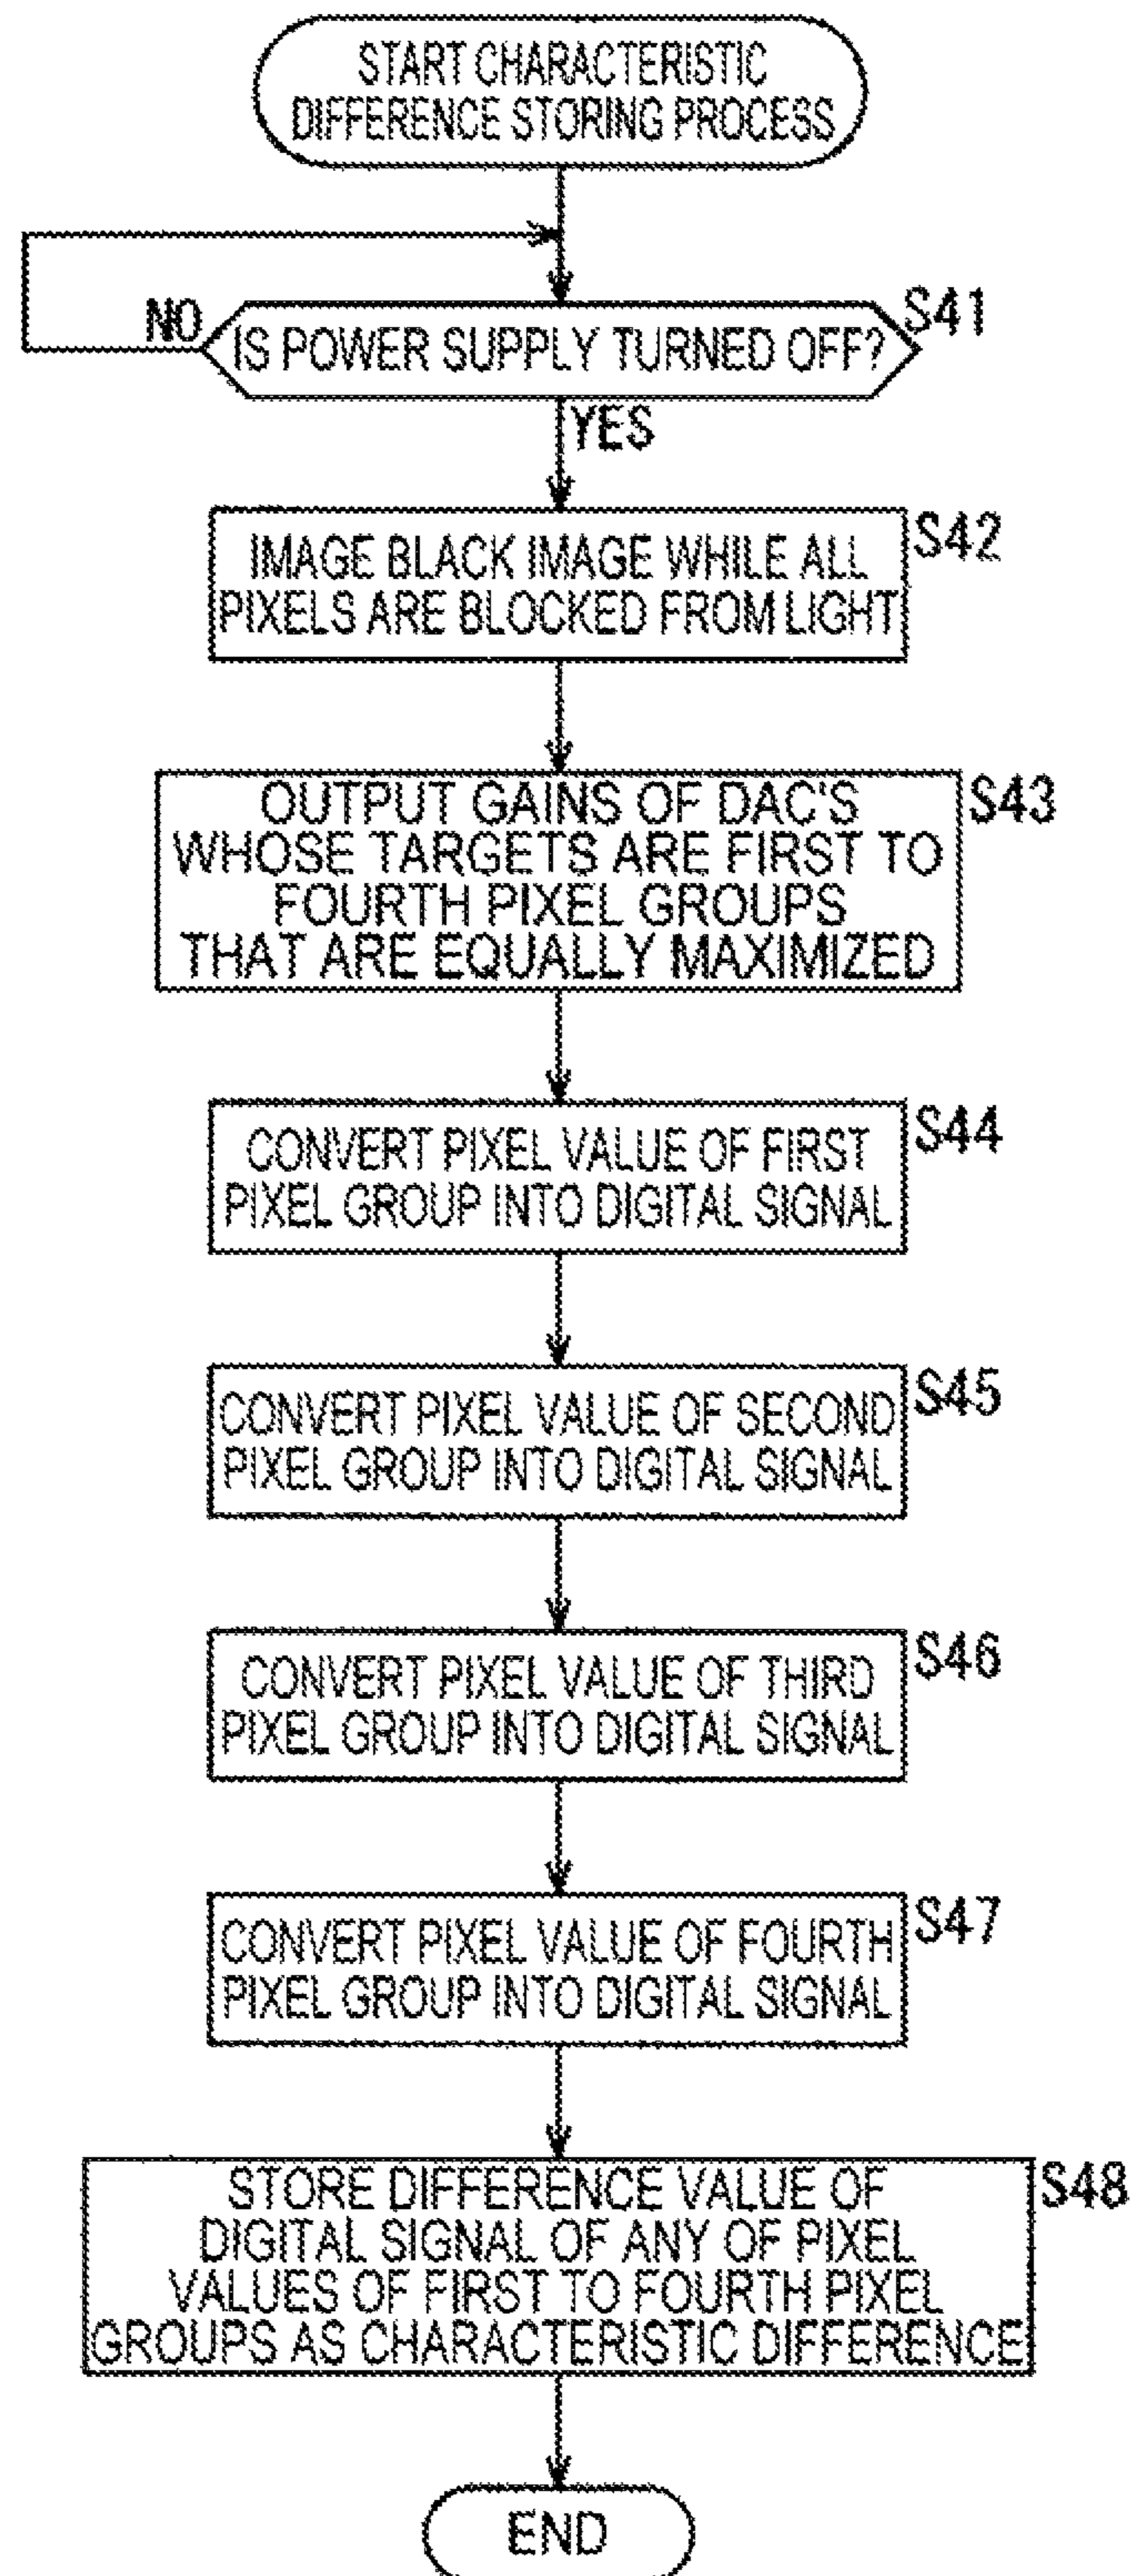 START CHARACTERISTIC
DIFFERENCE STORING PROCESS
NO
IS POWER SUPPLY TURNED OFF?
S41
YES
IMAGE BLACK IMAGE WHILE ALL
PIXELS ARE BLOCKED FROM LIGHT
S42
OUTPUT GAINS OF DAC'S
WHOSE TARGETS ARE FIRST TO
FOURTH PIXEL GROUPS
THAT ARE EQUALLY MAXIMIZED
S43
CONVERT PIXEL VALUE OF FIRST
PIXEL GROUP INTO DIGITAL SIGNAL
S44
CONVERT PIXEL VALUE OF SECOND
PIXEL GROUP INTO DIGITAL SIGNAL
S45
CONVERT PIXEL VALUE OF THIRD
PIXEL GROUP INTO DIGITAL SIGNAL
S46
CONVERT PIXEL VALUE OF FOURTH
PIXEL GROUP INTO DIGITAL SIGNAL
S47
STORE DIFFERENCE VALUE OF
DIGITAL SIGNAL OF ANY OF PIXEL
VALUES OF FIRST TO FOURTH PIXEL
GROUPS AS CHARACTERISTIC DIFFERENCE
S48
END